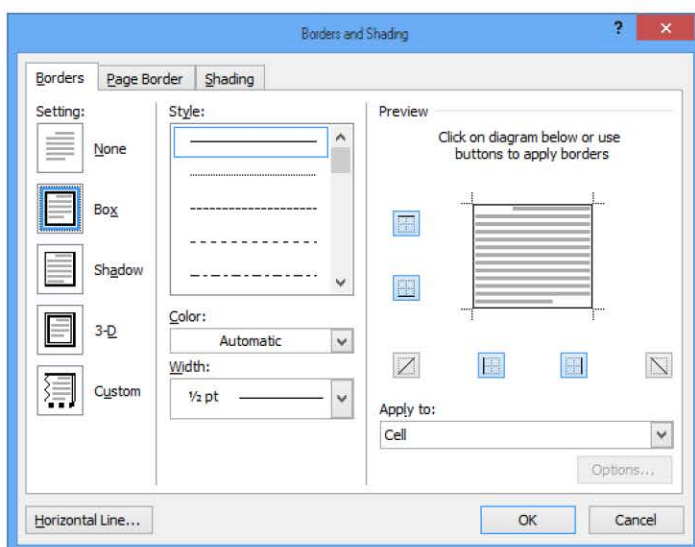 Borders and Shading
?
×
Borders
Page Border
Shading
Setting:
None
Box
Shadow
3-D
Custom
Style:
Color:
Automatic
Width:
½ pt
Preview
Click on diagram below or use
buttons to apply borders
Apply to:
Cell
Options...
Horizontal Line...
OK
Cancel